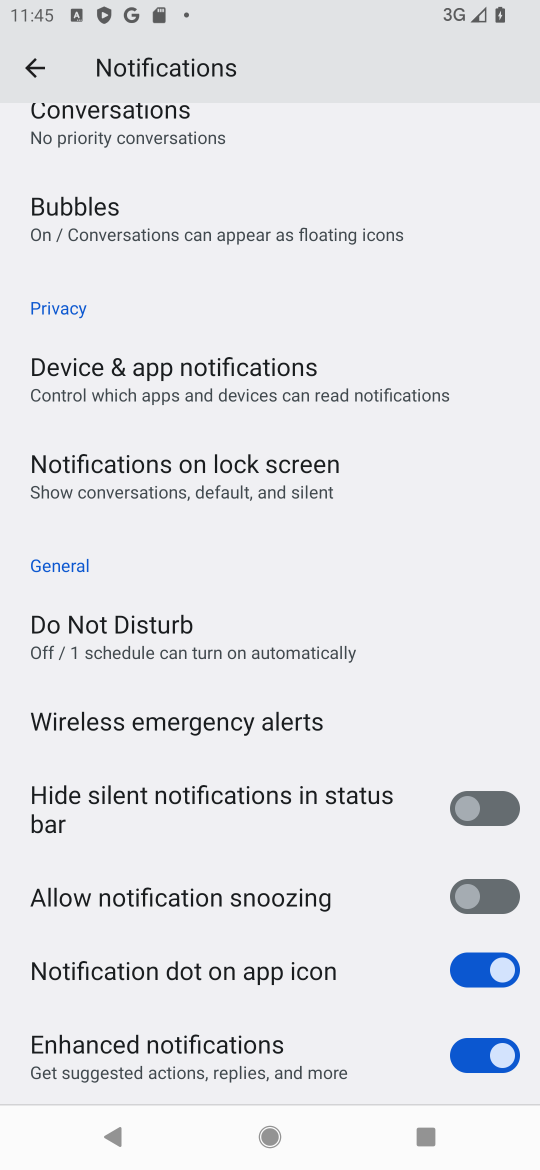 11:45
3G
Notifications
Conversations
No priority conversations
Bubbles
On / Conversations can appear as floating icons
Privacy
Device & app notifications
Control which apps and devices can read notifications
Notifications on lock screen
Show conversations, default, and silent
General
Do Not Disturb
Off / 1 schedule can turn on automatically
Wireless emergency alerts
Hide silent notifications in status
bar
Allow notification snoozing
Notification dot on app icon
Enhanced notifications
Get suggested actions, replies, and more